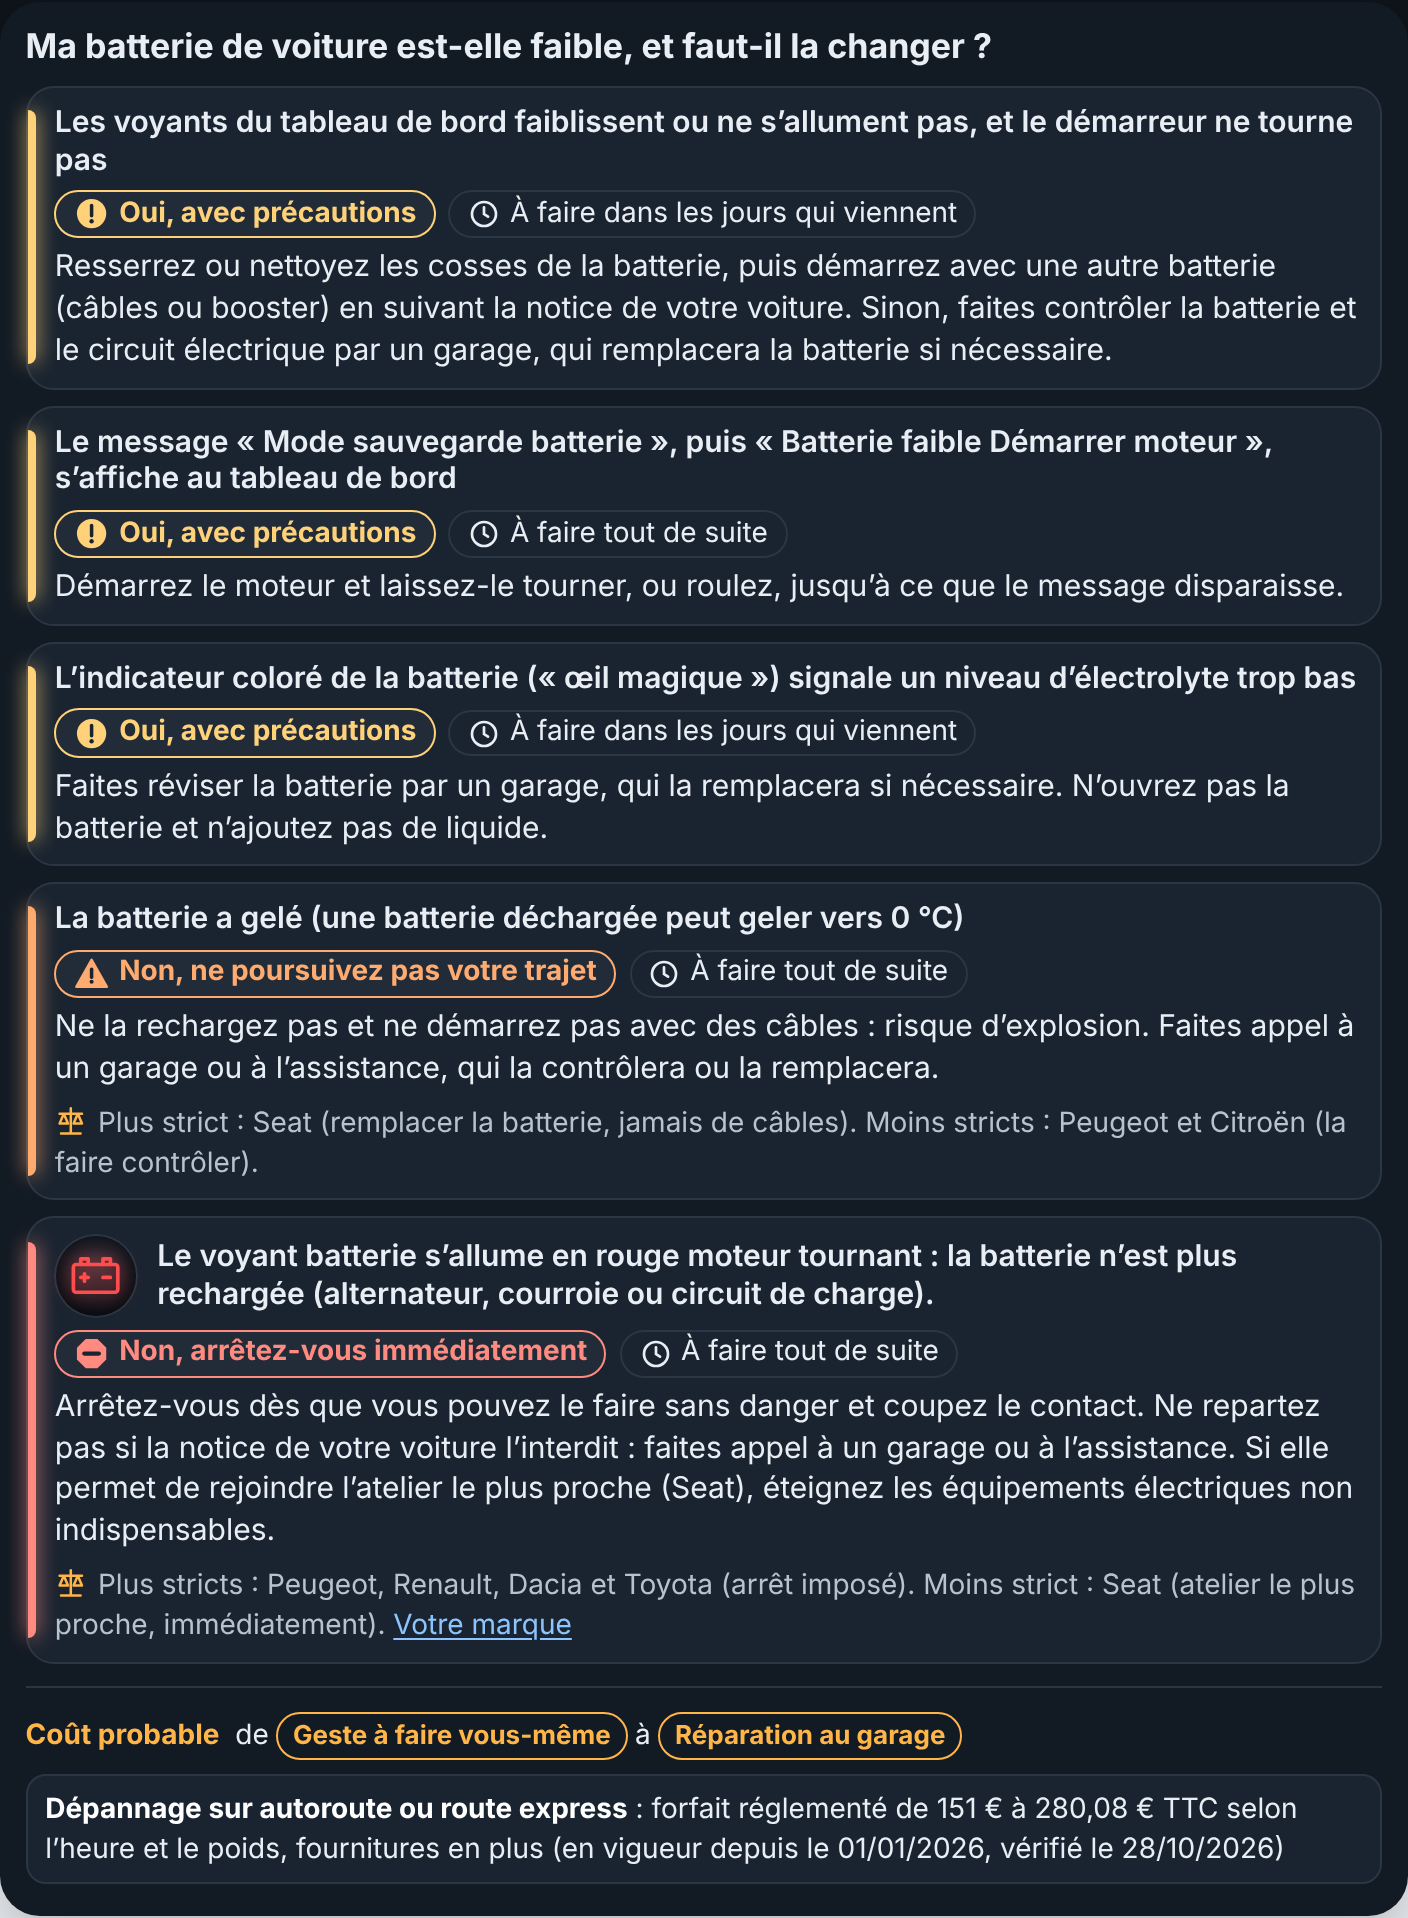 Ma batterie de voiture est-elle faible, et faut-il la changer ?
Les voyants du tableau de bord faiblissent ou ne s’allument pas, et le démarreur ne tourne
pas
Oui, avec précautions
À faire dans les jours qui viennent
Resserrez ou nettoyez les cosses de la batterie, puis démarrez avec une autre batterie
(câbles ou booster) en suivant la notice de votre voiture. Sinon, faites contrôler la batterie et
le circuit électrique par un garage, qui remplacera la batterie si nécessaire.
Le message « Mode sauvegarde batterie », puis « Batterie faible Démarrer moteur »,
s’affiche au tableau de bord
Oui, avec précautions
À faire tout de suite
Démarrez le moteur et laissez-le tourner, ou roulez, jusqu’à ce que le message disparaisse.
L’indicateur coloré de la batterie (« œil magique ») signale un niveau d’électrolyte trop bas
Oui, avec précautions
À faire dans les jours qui viennent
Faites réviser la batterie par un garage, qui la remplacera si nécessaire. N’ouvrez pas la
batterie et n’ajoutez pas de liquide.
La batterie a gelé (une batterie déchargée peut geler vers 0 °C)
Non, ne poursuivez pas votre trajet
À faire tout de suite
Ne la rechargez pas et ne démarrez pas avec des câbles : risque d’explosion. Faites appel à
un garage ou à l’assistance, qui la contrôlera ou la remplacera.
Plus strict : Seat (remplacer la batterie, jamais de câbles). Moins stricts : Peugeot et Citroën (la
faire contrôler).
Le voyant batterie s’allume en rouge moteur tournant : la batterie n’est plus
rechargée (alternateur, courroie ou circuit de charge).
Non, arrêtez-vous immédiatement
À faire tout de suite
Arrêtez-vous dès que vous pouvez le faire sans danger et coupez le contact. Ne repartez
pas si la notice de votre voiture l’interdit : faites appel à un garage ou à l’assistance. Si elle
permet de rejoindre l’atelier le plus proche (Seat), éteignez les équipements électriques non
indispensables.
Plus stricts : Peugeot, Renault, Dacia et Toyota (arrêt imposé). Moins strict : Seat (atelier le plus
proche, immédiatement). Votre marque
Coût probable de Geste à faire vous-même à Réparation au garage
Dépannage sur autoroute ou route express : forfait réglementé de 151 € à 280,08 € TTC selon
l’heure et le poids, fournitures en plus (en vigueur depuis le 01/01/2026, vérifié le 28/10/2026)